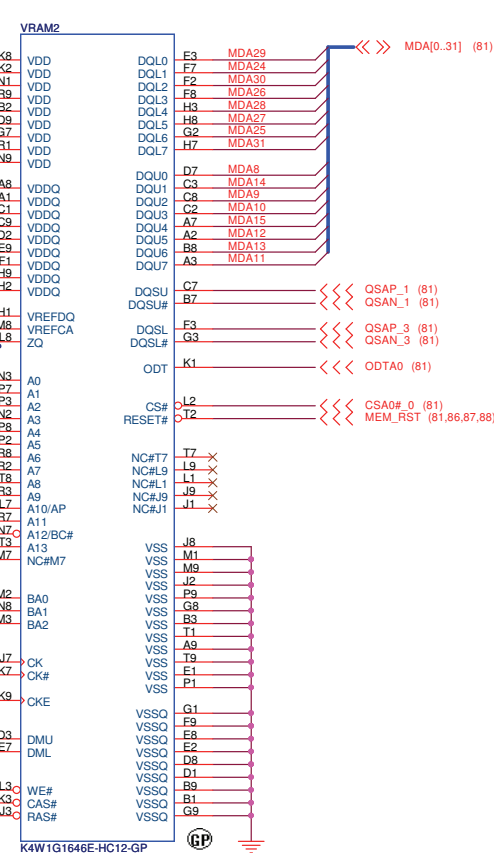 VRAM2
K8 VDD DQL0 E3 MDA29 MDA[0..31] (81)
K2 VDD DQL1 F7 MDA24
N1 VDD DQL2 F2 MDA30
R9 VDD DQL3 F8 MDA26
B2 VDD DQL4 H3 MDA28
D9 VDD DQL5 H8 MDA27
G7 VDD DQL6 G2 MDA25
R1 VDD DQL7 H7 MDA31
N9 VDD
DQU0 D7 MDA8
A8 VDDQ DQU1 C3 MDA14
A1 VDDQ DQU2 C8 MDA9
C1 VDDQ DQU3 C2 MDA10
C9 VDDQ DQU4 A7 MDA15
D2 VDDQ DQU5 A2 MDA12
E9 VDDQ DQU6 B8 MDA13
F1 VDDQ DQU7 A3 MDA11
H9 VDDQ
H2 VDDQ DQSU C7 QSAP_1 (81)
DQSU# B7 QSAN_1 (81)
H1 VREFDQ
M8 VREFCA DQSL F3 QSAP_3 (81)
L8 ZQ DQSL# G3 QSAN_3 (81)
ODT K1 ODTA0 (81)
N3 A0
P7 A1
P3 A2 CS# L2 CSA0#_0 (81)
N2 A3 RESET# T2 MEM_RST (81,86,87,88)
P8 A4
P2 A5
R8 A6 NC#T7 T7
R2 A7 NC#L9 L9
T8 A8 NC#L1 L1
R3 A9 NC#J9 J9
L7 A10/AP NC#J1 J1
R7 A11
N7 A12/BC#
T3 A13 VSS J8
M7 NC#M7 VSS M1
VSS M9
VSS J2
M2 BA0 VSS P9
N8 BA1 VSS G8
M3 BA2 VSS B3
VSS T1
VSS A9
J7 CK VSS T9
K7 CK# VSS E1
VSS P1
K9 CKE
VSSQ G1
VSSQ F9
D3 DMU VSSQ E8
E7 DML VSSQ E2
VSSQ D8
VSSQ D1
L3 WE# VSSQ B9
K3 CAS# VSSQ B1
J3 RAS# VSSQ G9
K4W1G1646E-HC12-GP
GP